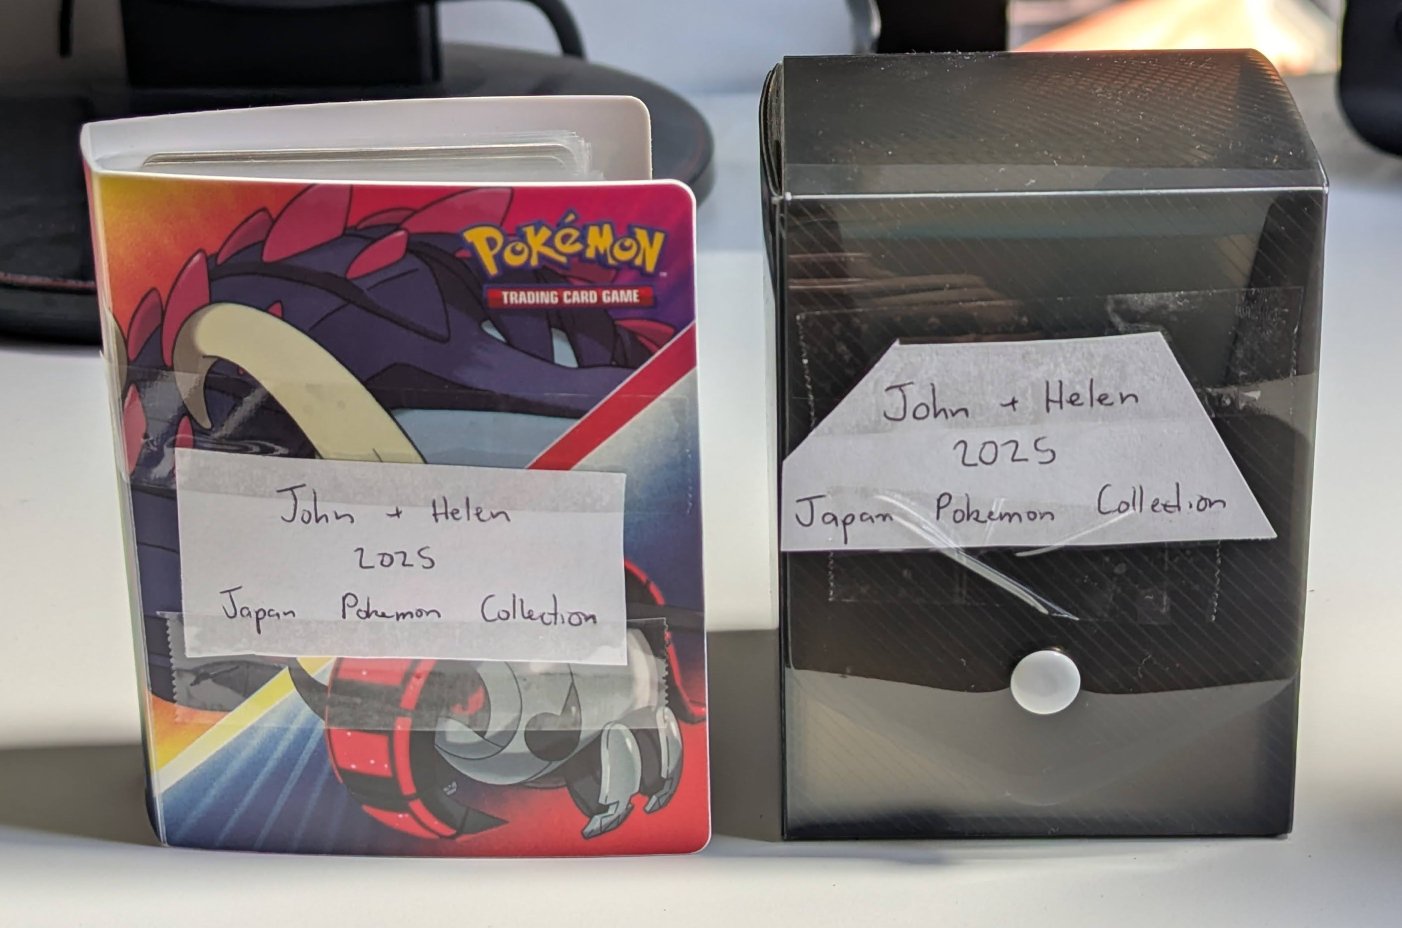 POKéMON
TRADING CARD GAME
John + Helen
2025
Japan Pokemon Collection
John + Helen
2025
Japan Pokemon Collection